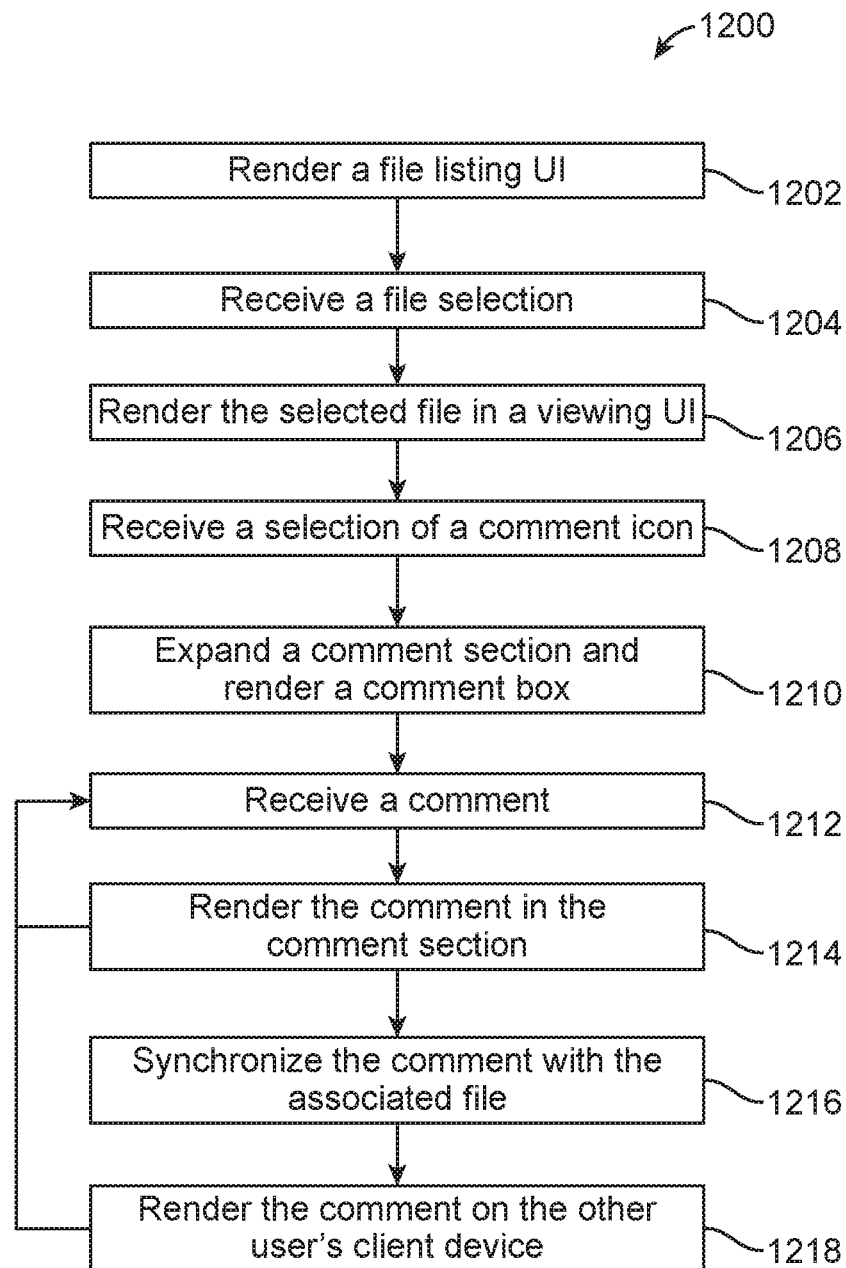 1200
Render a file listing UI
1202
Receive a file selection
1204
Render the selected file in a viewing UI
1206
Receive a selection of a comment icon
1208
Expand a comment section and
render a comment box
1210
Receive a comment
1212
Render the comment in the
comment section
1214
Synchronize the comment with the
associated file
1216
Render the comment on the other
user's client device
1218